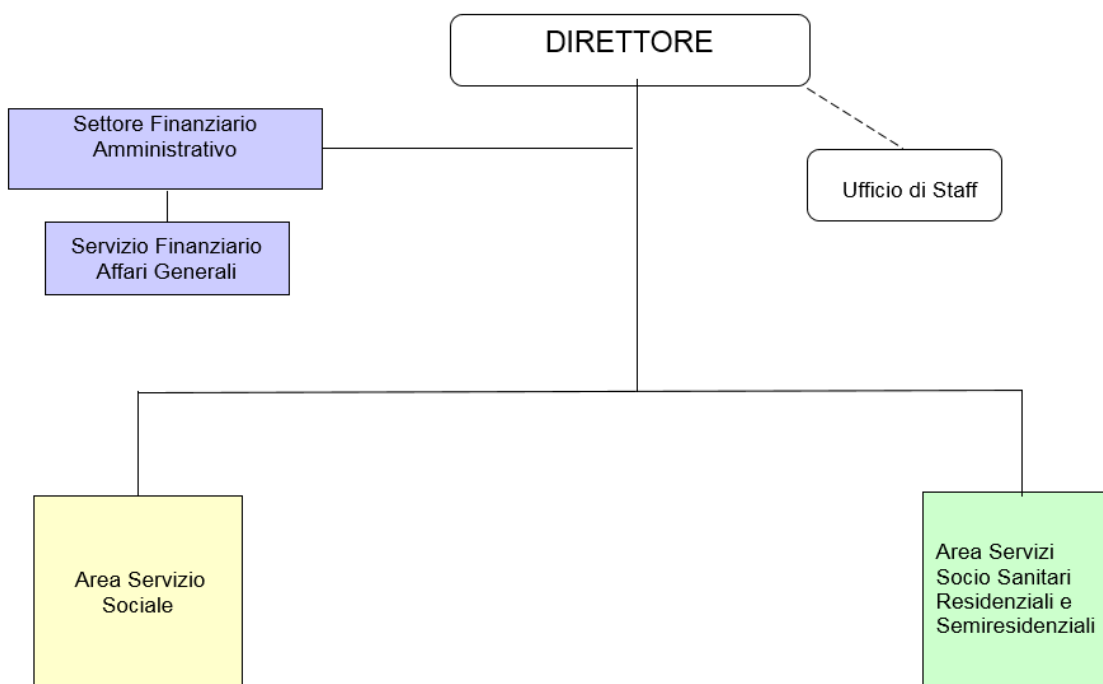 DIRETTORE
Settore Finanziario
Amministrativo
Ufficio di Staff
Servizio Finanziario
Affari Generali
Area Servizio
Sociale
Area Servizi
Socio Sanitari
Residenziali e
Semiresidenziali